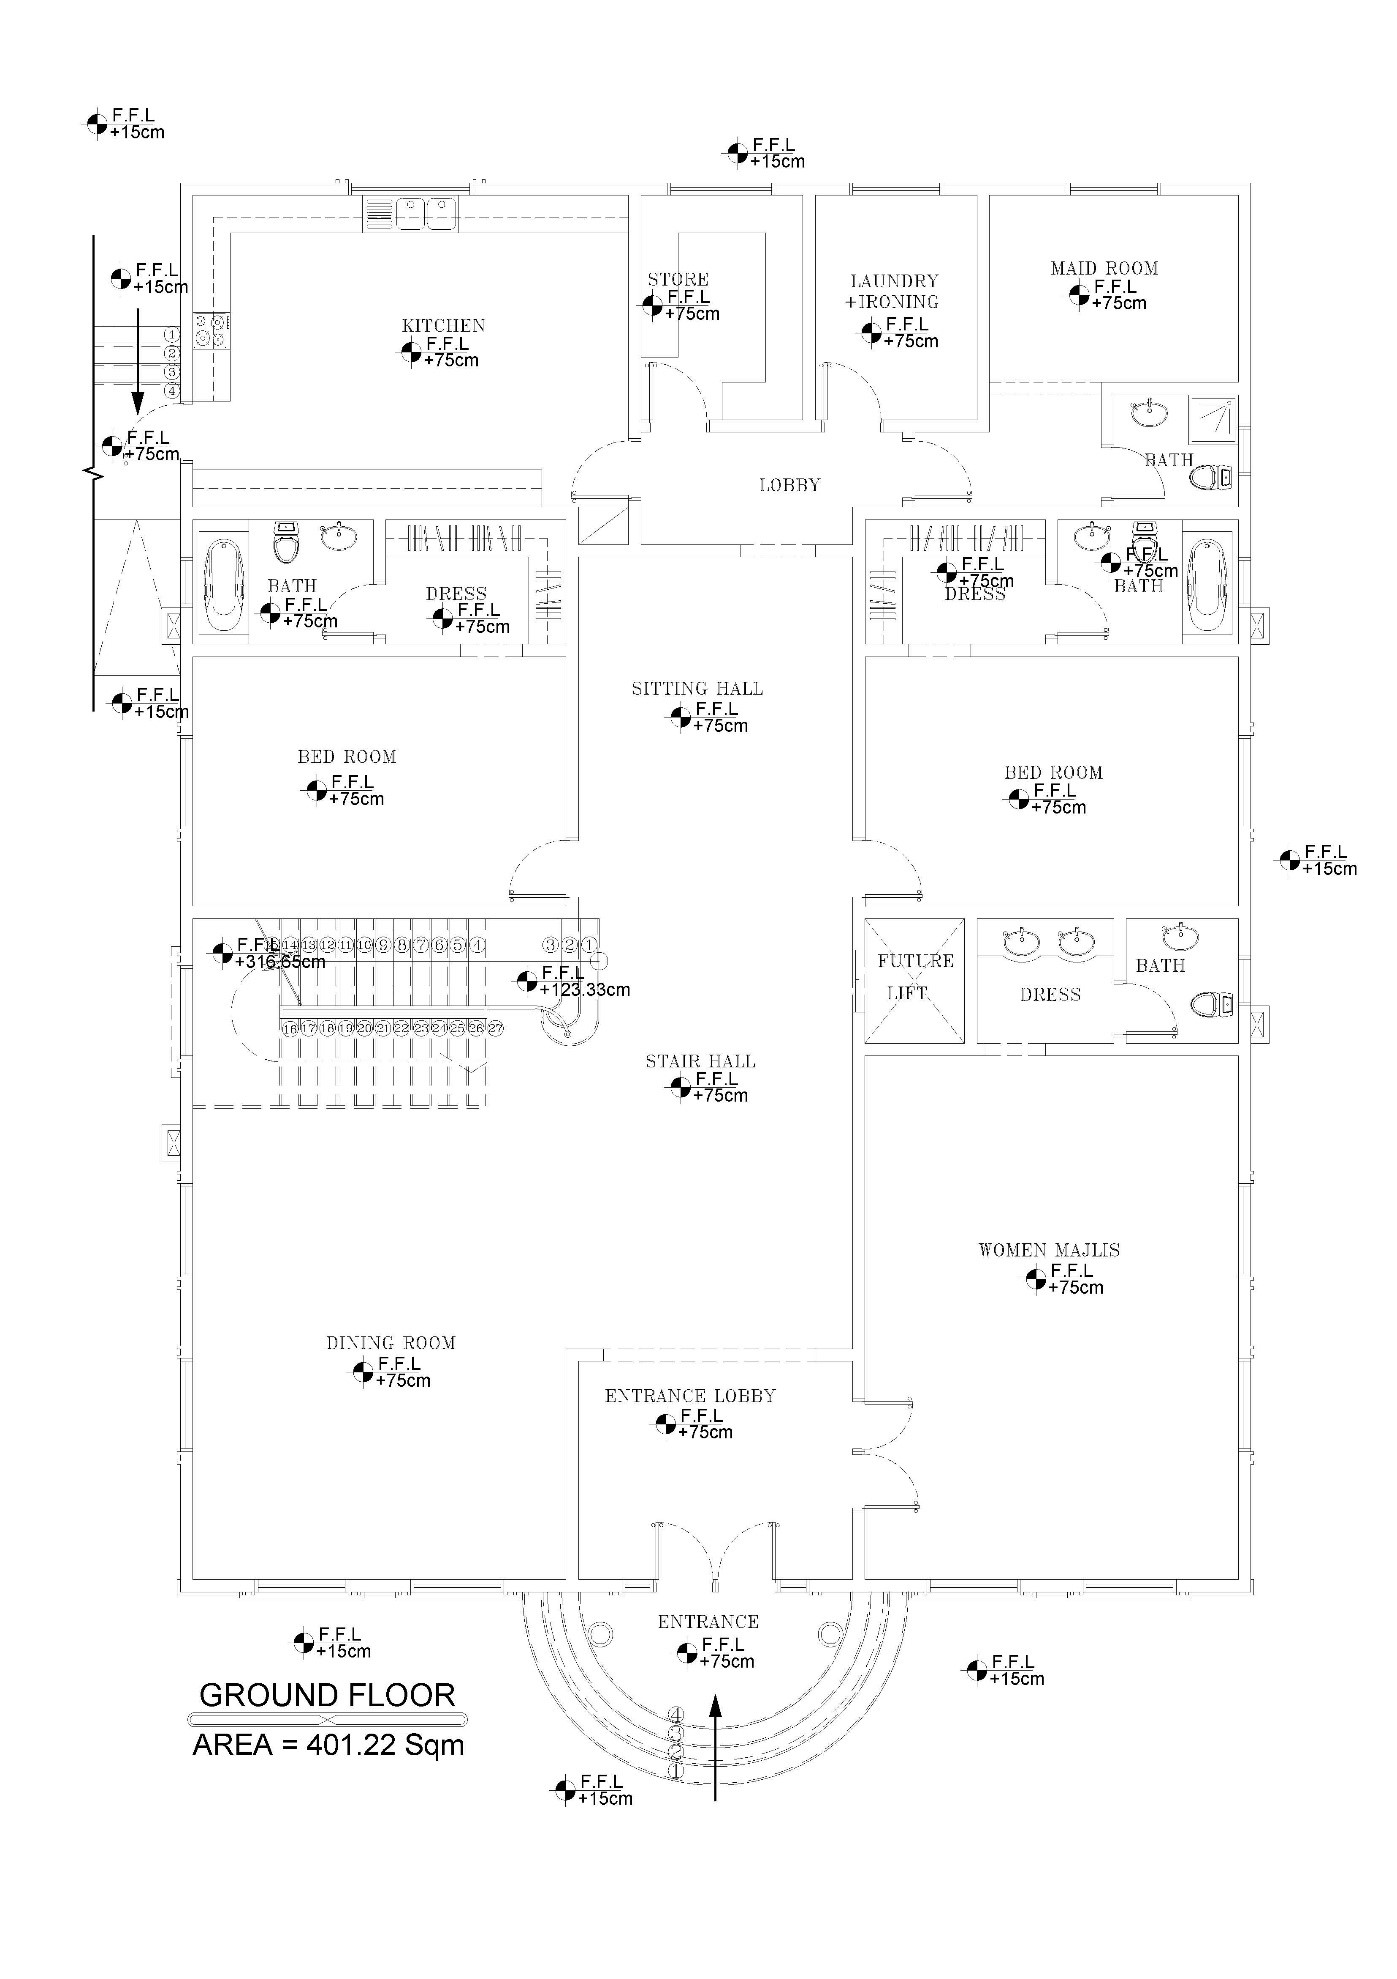 F.F.L
+15cm
F.F.L
+15cm
F.F.L
+15cm
1
2
3
4
F.F.L
+75cm
KITCHEN
F.F.L
+75cm
STORE
F.F.L
+75cm
LAUNDRY
+IRONING
F.F.L
+75cm
MAID ROOM
F.F.L
+75cm
BATH
LOBBY
BATH
F.F.L
+75cm
DRESS
F.F.L
+75cm
F.F.L
+75cm
DRESS
F.F.L
+75cm
BATH
F.F.L
+15cm
SITTING HALL
F.F.L
+75cm
BED ROOM
F.F.L
+75cm
BED ROOM
F.F.L
+75cm
F.F.L
+15cm
F.F.L
+316.65cm
15 14 13 12 11 10 9 8 7 6 5 4 3 2 1
F.F.L
+123.33cm
16 17 18 19 20 21 22 23 24 25 26 27
FUTURE
LIFT
DRESS
BATH
STAIR HALL
F.F.L
+75cm
WOMEN MAJLIS
F.F.L
+75cm
DINING ROOM
F.F.L
+75cm
ENTRANCE LOBBY
F.F.L
+75cm
ENTRANCE
F.F.L
+75cm
F.F.L
+15cm
F.F.L
+15cm
4
3
2
1
GROUND FLOOR
AREA = 401.22 Sqm
F.F.L
+15cm